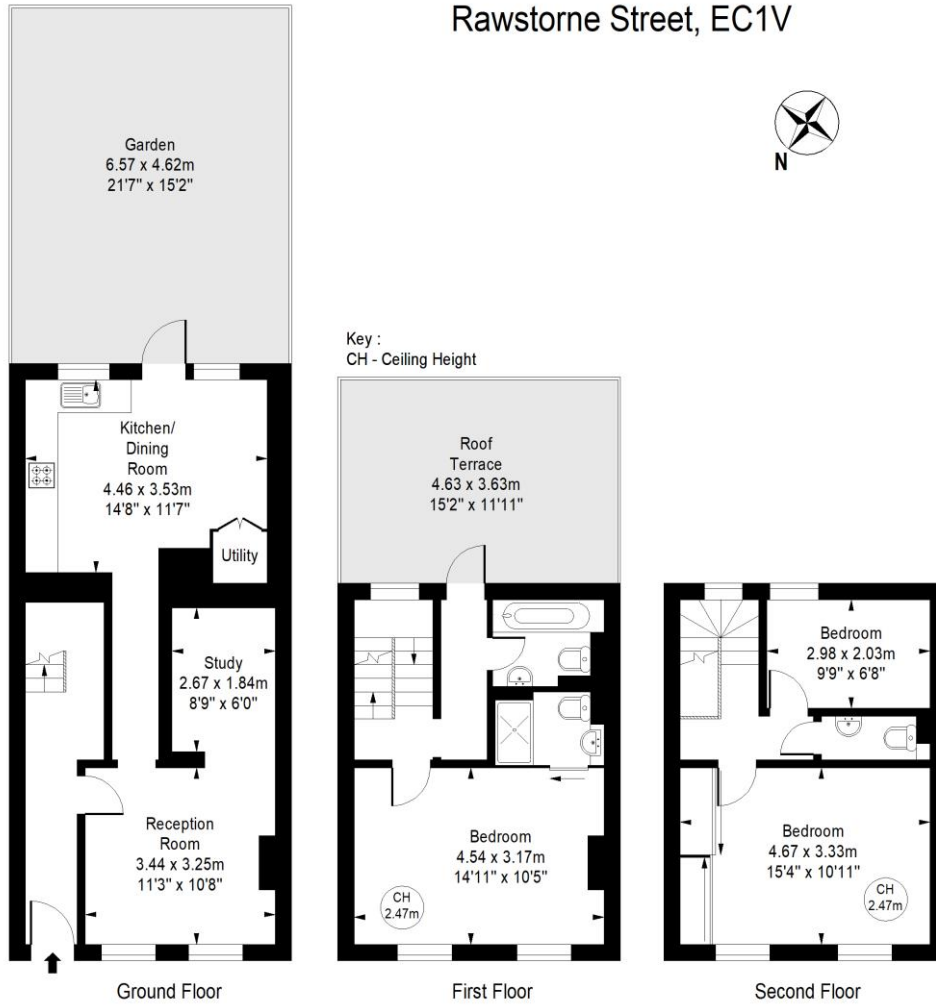 Rawstorne Street, EC1V
N
Garden
6.57 x 4.62m
21'7" x 15'2"
Kitchen/
Dining
Room
4.46 x 3.53m
14'8" x 11'7"
Utility
Study
2.67 x 1.84m
8'9" x 6'0"
Reception
Room
3.44 x 3.25m
11'3" x 10'8"
Ground Floor
Key :
CH - Ceiling Height
Roof
Terrace
4.63 x 3.63m
15'2" x 11'11"
Bedroom
4.54 x 3.17m
14'11" x 10'5"
CH
2.47m
First Floor
Bedroom
2.98 x 2.03m
9'9" x 6'8"
Bedroom
4.67 x 3.33m
15'4" x 10'11"
CH
2.47m
Second Floor